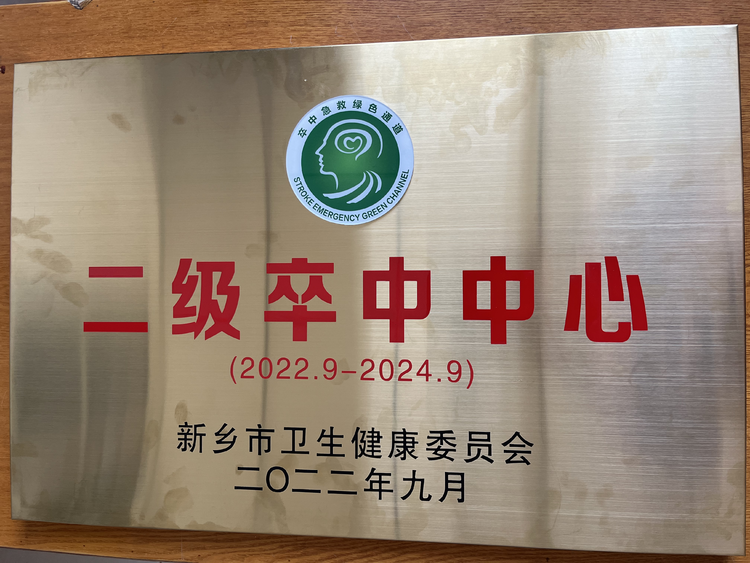 卒中急救绿色通道
STROKE EMERGENCY GREEN CHANNEL
二级卒中中心
(2022.9-2024.9)
新乡市卫生健康委员会
二〇二二年九月